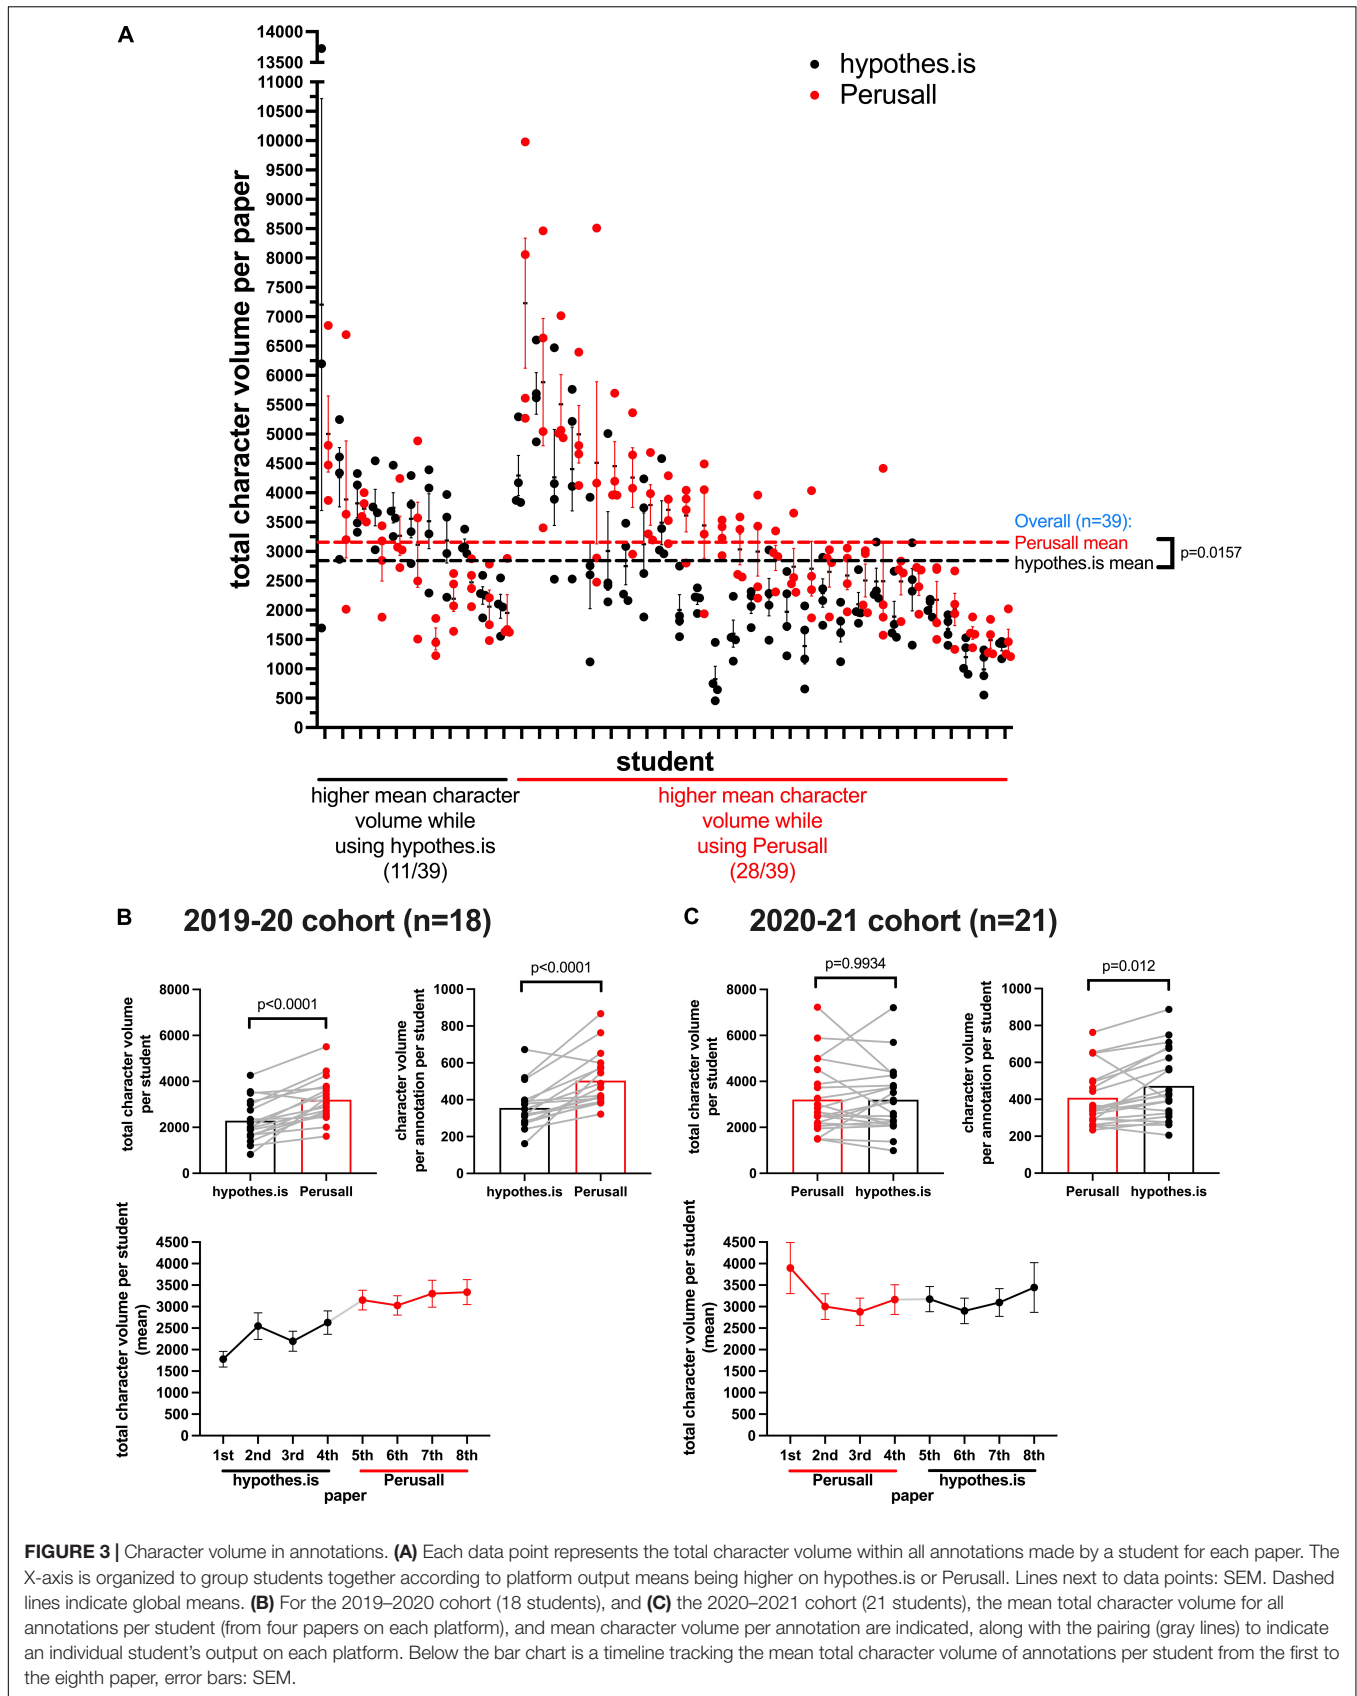 A
total character volume per paper
14000
13500
11000
10500
10000
9500
9000
8500
8000
7500
7000
6500
6000
5500
5000
4500
4000
3500
3000
2500
2000
1500
1000
500
0
hypothes.is
Perusall
Overall (n=39):
Perusall mean
hypothes.is mean
p=0.0157
student
higher mean character
volume while
using hypothes.is
(11/39)
higher mean character
volume while
using Perusall
(28/39)
B
2019-20 cohort (n=18)
total character volume
per student
8000
6000
4000
2000
0
p<0.0001
hypothes.is
Perusall
character volume
per annotation per student
1000
800
600
400
200
0
p<0.0001
hypothes.is
Perusall
total character volume per student
(mean)
4500
4000
3500
3000
2500
2000
1500
1000
500
0
1st
2nd
3rd
4th
5th
6th
7th
8th
hypothes.is
Perusall
paper
C
2020-21 cohort (n=21)
total character volume
per student
8000
6000
4000
2000
0
p=0.9934
Perusall
hypothes.is
character volume
per annotation per student
1000
800
600
400
200
0
p=0.012
Perusall
hypothes.is
total character volume per student
(mean)
4500
4000
3500
3000
2500
2000
1500
1000
500
0
1st
2nd
3rd
4th
5th
6th
7th
8th
Perusall
hypothes.is
paper
FIGURE 3 | Character volume in annotations. (A) Each data point represents the total character volume within all annotations made by a student for each paper. The
X-axis is organized to group students together according to platform output means being higher on hypothes.is or Perusall. Lines next to data points: SEM. Dashed
lines indicate global means. (B) For the 2019–2020 cohort (18 students), and (C) the 2020–2021 cohort (21 students), the mean total character volume for all
annotations per student (from four papers on each platform), and mean character volume per annotation are indicated, along with the pairing (gray lines) to indicate
an individual student's output on each platform. Below the bar chart is a timeline tracking the mean total character volume of annotations per student from the first to
the eighth paper, error bars: SEM.